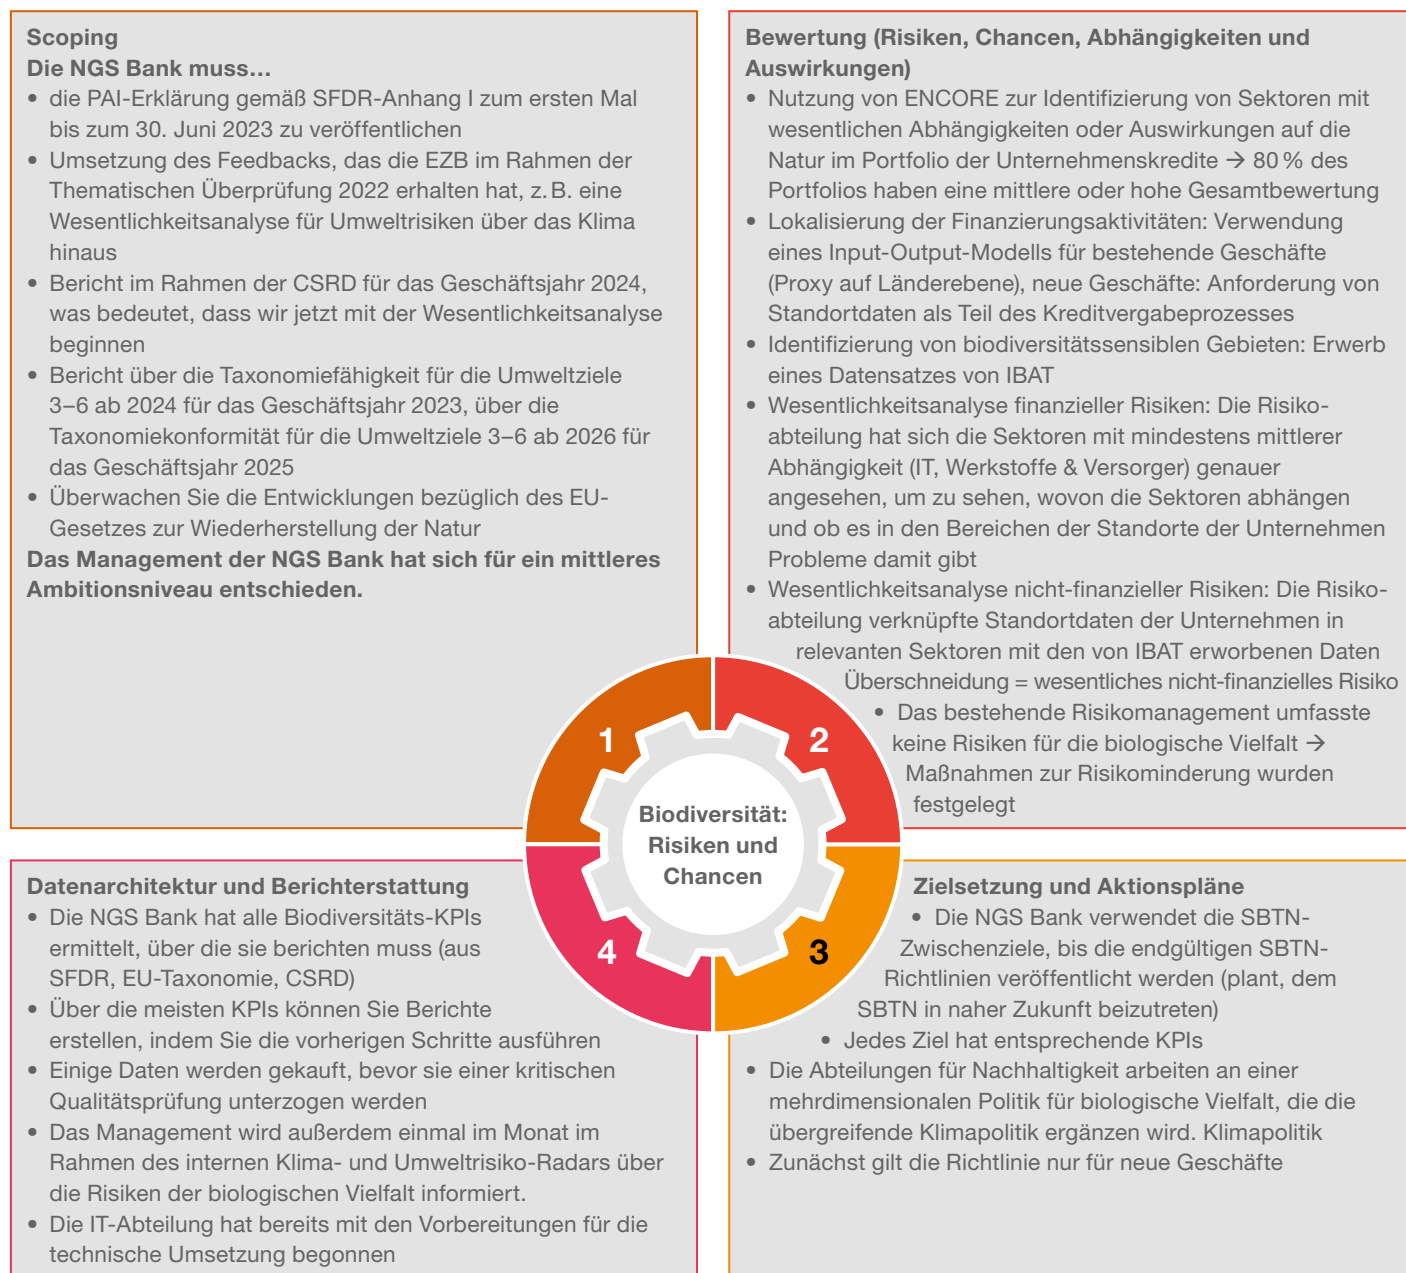 Scoping
Die NGS Bank muss…
• die PAI-Erklärung gemäß SFDR-Anhang I zum ersten Mal
bis zum 30. Juni 2023 zu veröffentlichen
• Umsetzung des Feedbacks, das die EZB im Rahmen der
Thematischen Überprüfung 2022 erhalten hat, z. B. eine
Wesentlichkeitsanalyse für Umweltrisiken über das Klima
hinaus
• Bericht im Rahmen der CSRD für das Geschäftsjahr 2024,
was bedeutet, dass wir jetzt mit der Wesentlichkeitsanalyse
beginnen
• Bericht über die Taxonomiefähigkeit für die Umweltziele
3–6 ab 2024 für das Geschäftsjahr 2023, über die
Taxonomiekonformität für die Umweltziele 3–6 ab 2026 für
das Geschäftsjahr 2025
• Überwachen Sie die Entwicklungen bezüglich des EU-
Gesetzes zur Wiederherstellung der Natur
Das Management der NGS Bank hat sich für ein mittleres
Ambitionsniveau entschieden.
Bewertung (Risiken, Chancen, Abhängigkeiten und
Auswirkungen)
• Nutzung von ENCORE zur Identifizierung von Sektoren mit
wesentlichen Abhängigkeiten oder Auswirkungen auf die
Natur im Portfolio der Unternehmenskredite → 80 % des
Portfolios haben eine mittlere oder hohe Gesamtbewertung
• Lokalisierung der Finanzierungsaktivitäten: Verwendung
eines Input-Output-Modells für bestehende Geschäfte
(Proxy auf Länderebene), neue Geschäfte: Anforderung von
Standortdaten als Teil des Kreditvergabeprozesses
• Identifizierung von biodiversitätssensiblen Gebieten: Erwerb
eines Datensatzes von IBAT
• Wesentlichkeitsanalyse finanzieller Risiken: Die Risiko-
abteilung hat sich die Sektoren mit mindestens mittlerer
Abhängigkeit (IT, Werkstoffe & Versorger) genauer
angesehen, um zu sehen, wovon die Sektoren abhängen
und ob es in den Bereichen der Standorte der Unternehmen
Probleme damit gibt
• Wesentlichkeitsanalyse nicht-finanzieller Risiken: Die Risiko-
abteilung verknüpfte Standortdaten der Unternehmen in
relevanten Sektoren mit den von IBAT erworbenen Daten
Überschneidung = wesentliches nicht-finanzielles Risiko
• Das bestehende Risikomanagement umfasste
keine Risiken für die biologische Vielfalt →
Maßnahmen zur Risikominderung wurden
festgelegt
1
2
Biodiversität:
Risiken und
Chancen
4
3
Datenarchitektur und Berichterstattung
• Die NGS Bank hat alle Biodiversitäts-KPIs
ermittelt, über die sie berichten muss (aus
SFDR, EU-Taxonomie, CSRD)
• Über die meisten KPIs können Sie Berichte
erstellen, indem Sie die vorherigen Schritte ausführen
• Einige Daten werden gekauft, bevor sie einer kritischen
Qualitätsprüfung unterzogen werden
• Das Management wird außerdem einmal im Monat im
Rahmen des internen Klima- und Umweltrisiko-Radars über
die Risiken der biologischen Vielfalt informiert.
• Die IT-Abteilung hat bereits mit den Vorbereitungen für die
technische Umsetzung begonnen
Zielsetzung und Aktionspläne
• Die NGS Bank verwendet die SBTN-
Zwischenziele, bis die endgültigen SBTN-
Richtlinien veröffentlicht werden (plant, dem
SBTN in naher Zukunft beizutreten)
• Jedes Ziel hat entsprechende KPIs
• Die Abteilungen für Nachhaltigkeit arbeiten an einer
mehrdimensionalen Politik für biologische Vielfalt, die die
übergreifende Klimapolitik ergänzen wird. Klimapolitik
• Zunächst gilt die Richtlinie nur für neue Geschäfte